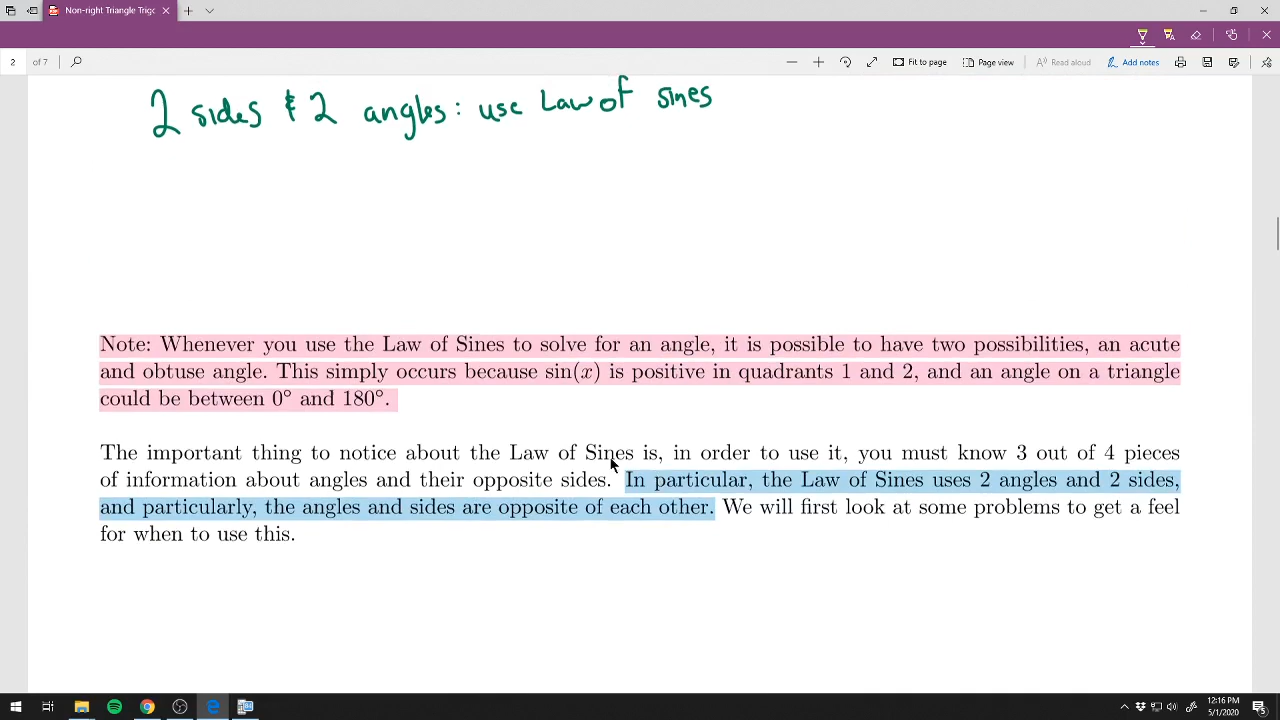 Non-right Triangle Trigo
2 of 7
Fit to page
Page view
Read aloud
Add notes
2 sides & 2 angles: use Law of sines
Note: Whenever you use the Law of Sines to solve for an angle, it is possible to have two possibilities, an acute
and obtuse angle. This simply occurs because sin(x) is positive in quadrants 1 and 2, and an angle on a triangle
could be between 0° and 180°.
The important thing to notice about the Law of Sines is, in order to use it, you must know 3 out of 4 pieces
of information about angles and their opposite sides. In particular, the Law of Sines uses 2 angles and 2 sides,
and particularly, the angles and sides are opposite of each other. We will first look at some problems to get a feel
for when to use this.
12:16 PM
5/1/2020